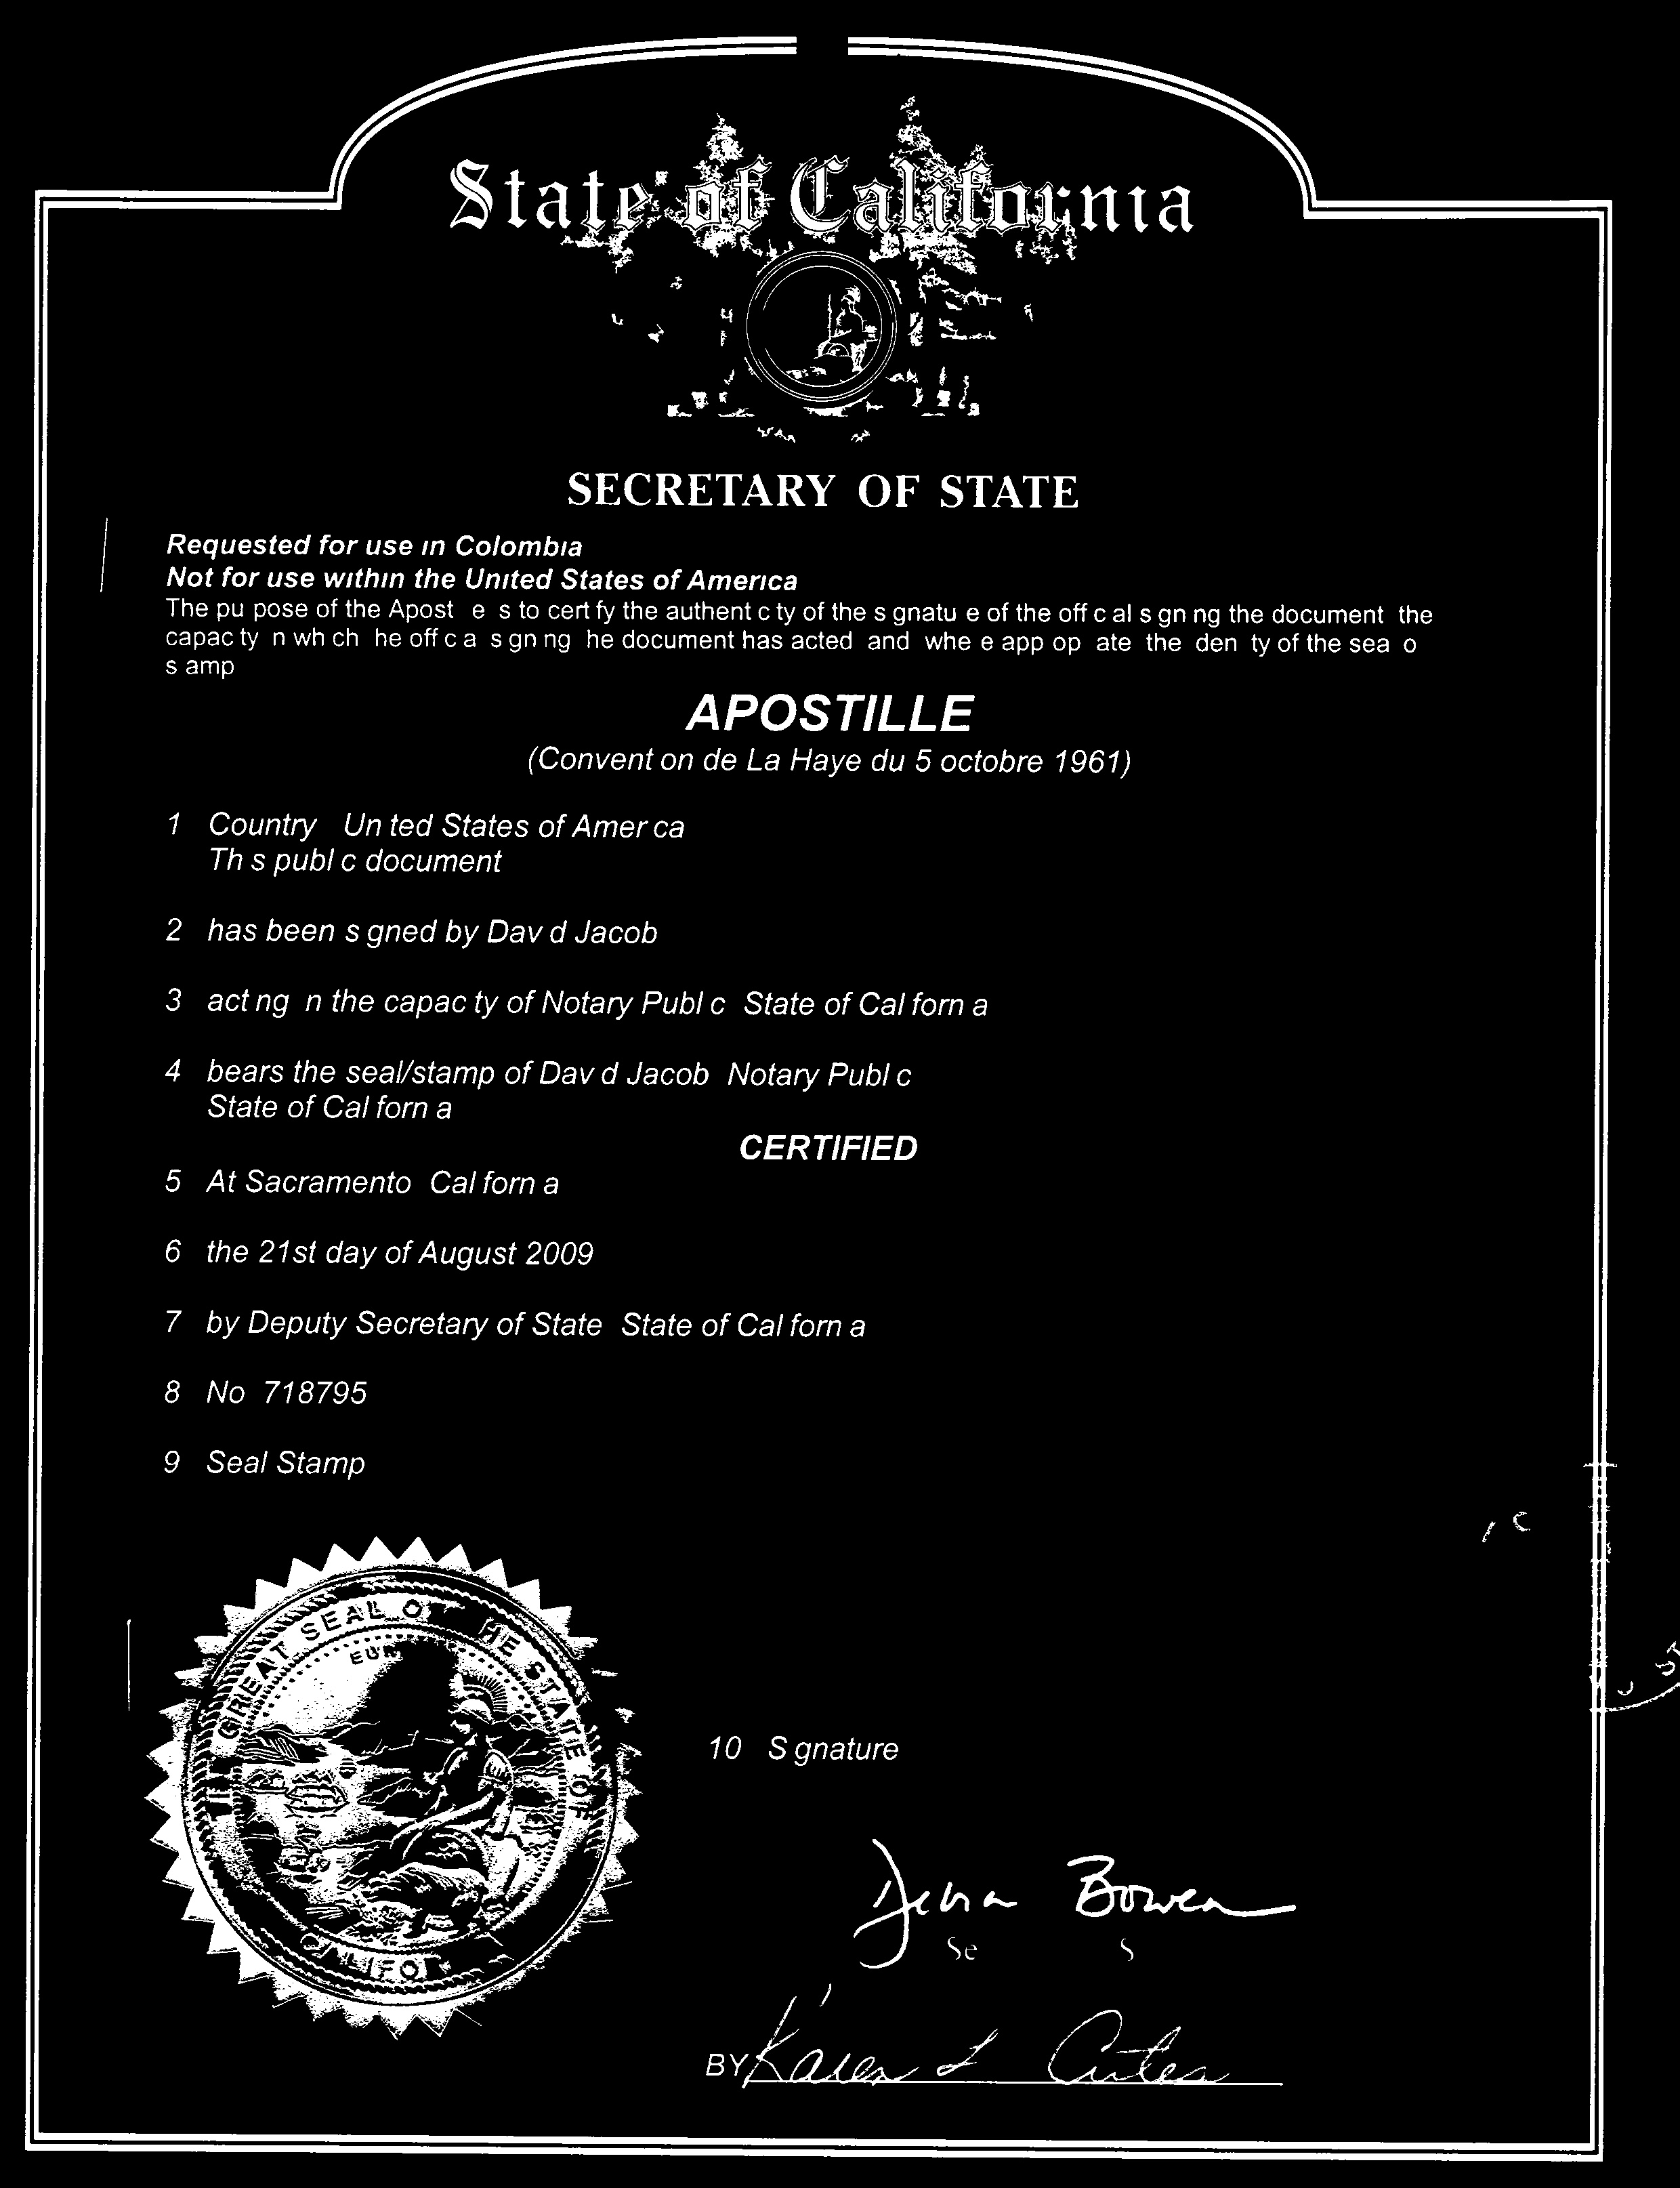 State of California
SECRETARY OF STATE
Requested for use in Colombia
Not for use within the United States of America
The pu pose of the Apost e s to cert fy the authent c ty of the s gnatu e of the off c al s gn ng the document the
capac ty n wh ch he off c a s gn ng he document has acted and whe e app op ate the den ty of the sea o
s amp
APOSTILLE
(Convent on de La Haye du 5 octobre 1961)
1 Country Un ted States of Amer ca
Th s publ c document
2 has been s gned by Dav d Jacob
3 act ng n the capac ty of Notary Publ c State of Cal forn a
4 bears the seal/stamp of Dav d Jacob Notary Publ c
State of Cal forn a
CERTIFIED
5 At Sacramento Cal forn a
6 the 21st day of August 2009
7 by Deputy Secretary of State State of Cal forn a
8 No 718795
9 Seal Stamp
GREAT SEAL OF HE STATE OF
EUR
CALIFO
10 S gnature
Debra Bowen
Se S
BY Karen L